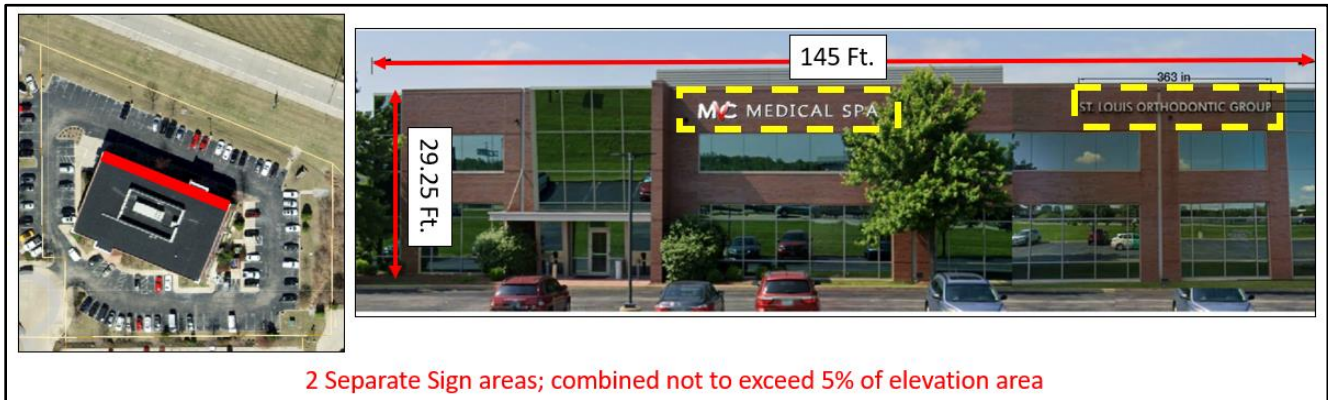 145 Ft.
363 in
MVC MEDICAL SPA
ST. LOUIS ORTHODONTIC GROUP
29.25 Ft.
2 Separate Sign areas; combined not to exceed 5% of elevation area